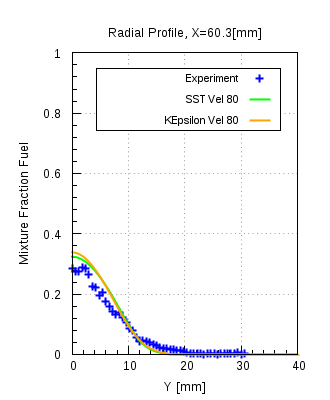 Radial Profile, X=60.3[mm]
1
Experiment
SST Vel 80
KEpsilon Vel 80
0.8
0.6
0.4
0.2
0
Mixture Fraction Fuel
0 10 20 30 40
Y [mm]